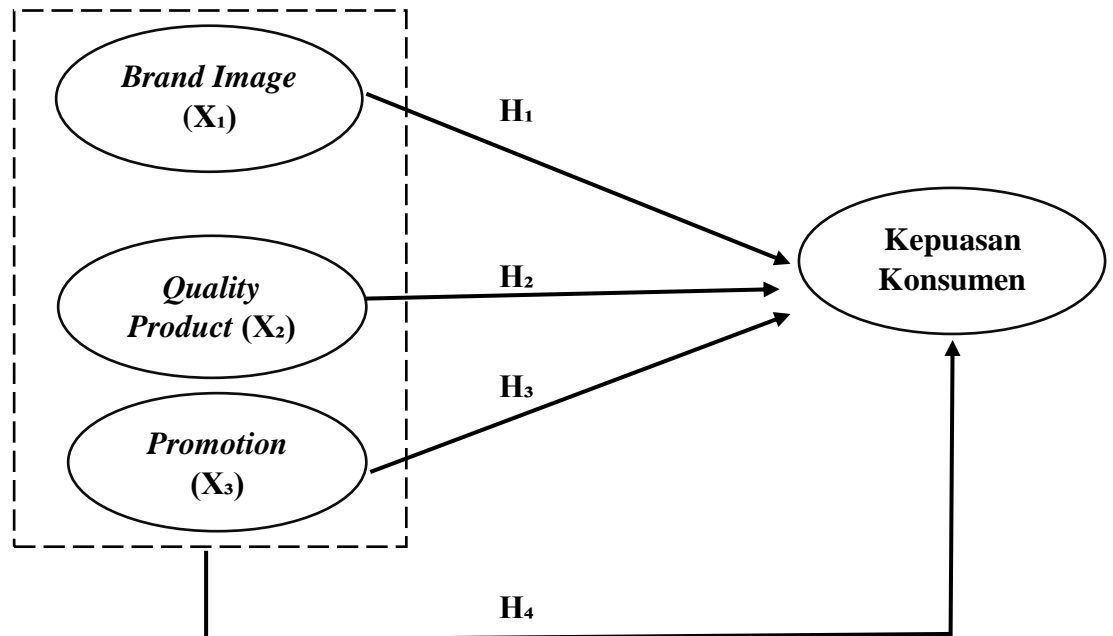 Brand Image
(X₁)
H₁
Kepuasan
Konsumen
Quality
Product (X₂)
H₂
H₃
Promotion
(X₃)
H₄